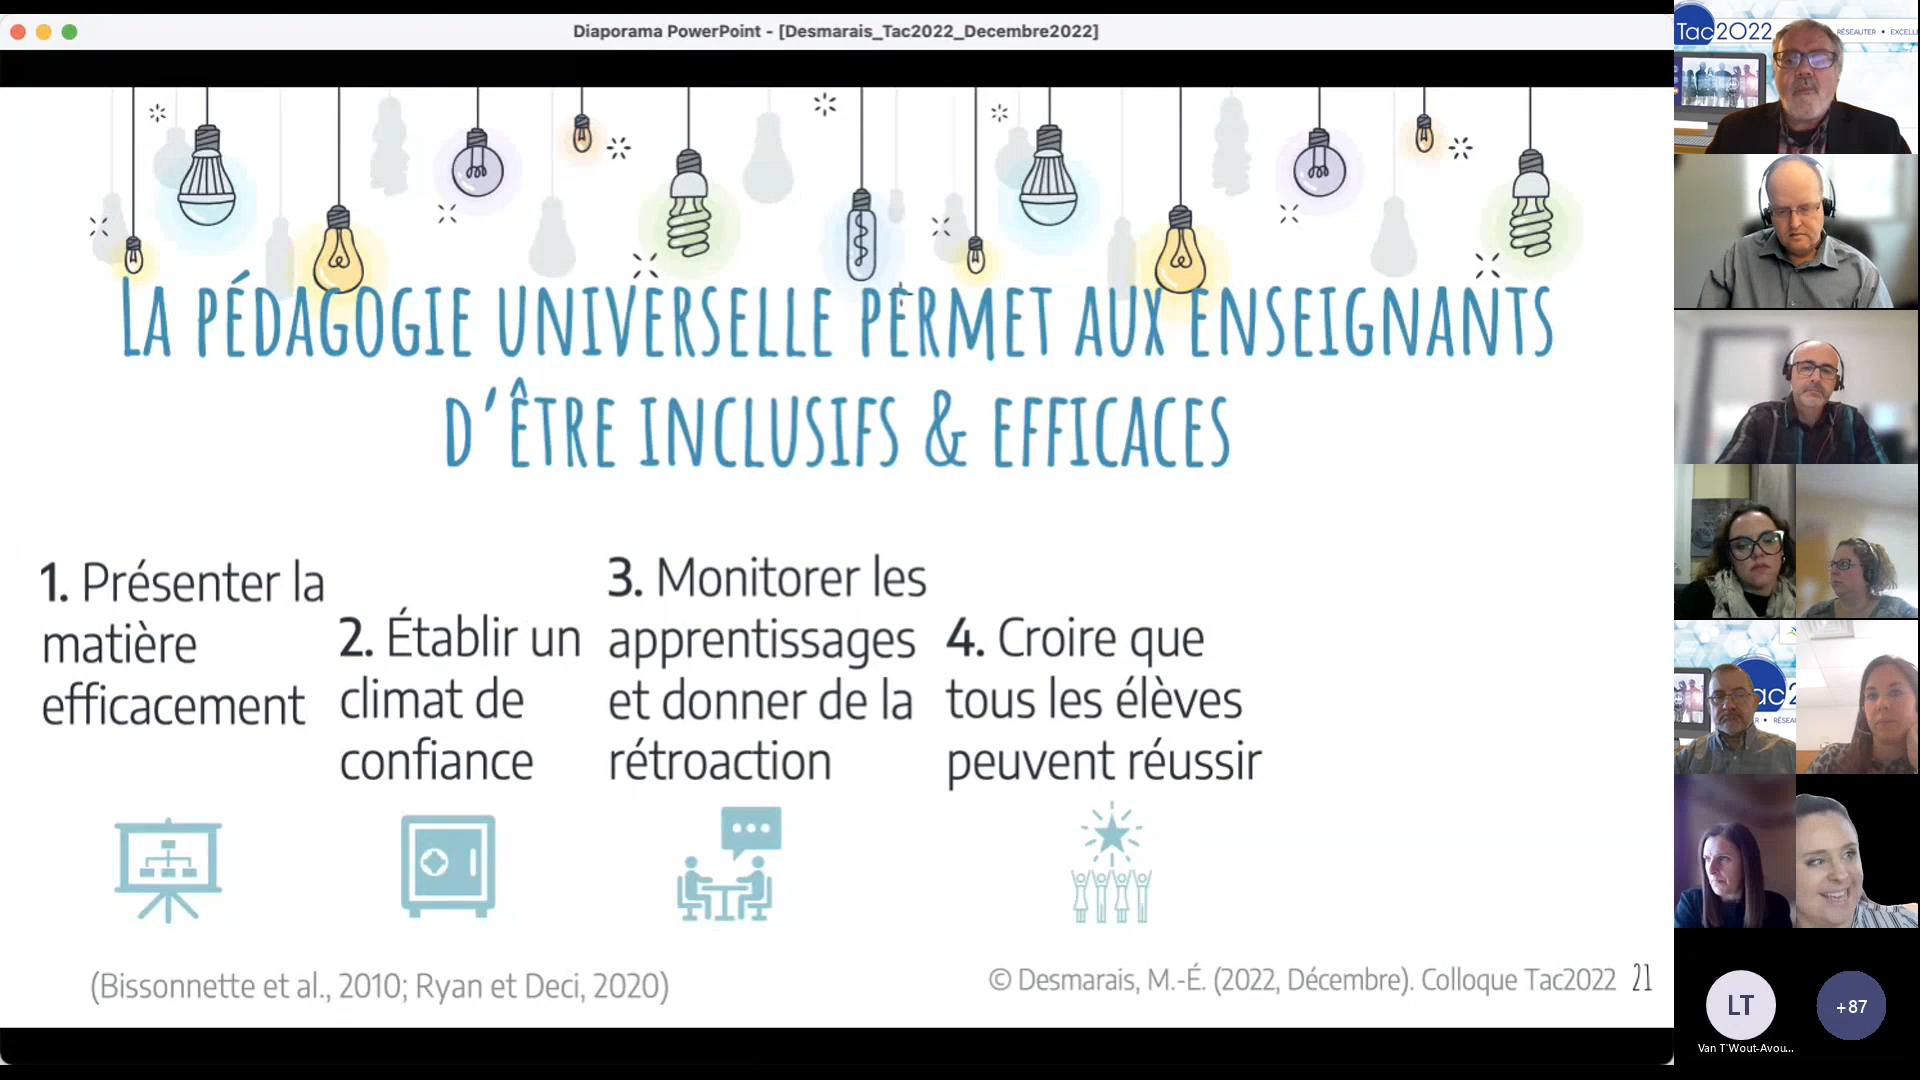 Diaporama PowerPoint - [Desmarais_Tac2022_Decembre2022]
LA PÉDAGOGIE UNIVERSELLE PERMET AUX ENSEIGNANTS
D'ÊTRE INCLUSIFS & EFFICACES
1. Présenter la
matière
efficacement
2. Établir un
climat de
confiance
3. Monitorer les
apprentissages
et donner de la
rétroaction
4. Croire que
tous les élèves
peuvent réussir
(Bissonnette et al., 2010; Ryan et Deci, 2020)
© Desmarais, M.-É. (2022, Décembre). Colloque Tac2022 21
Tac2022
RÉSEAUTER • EXCELL
LT
+87
Van T'Wout-Avou...